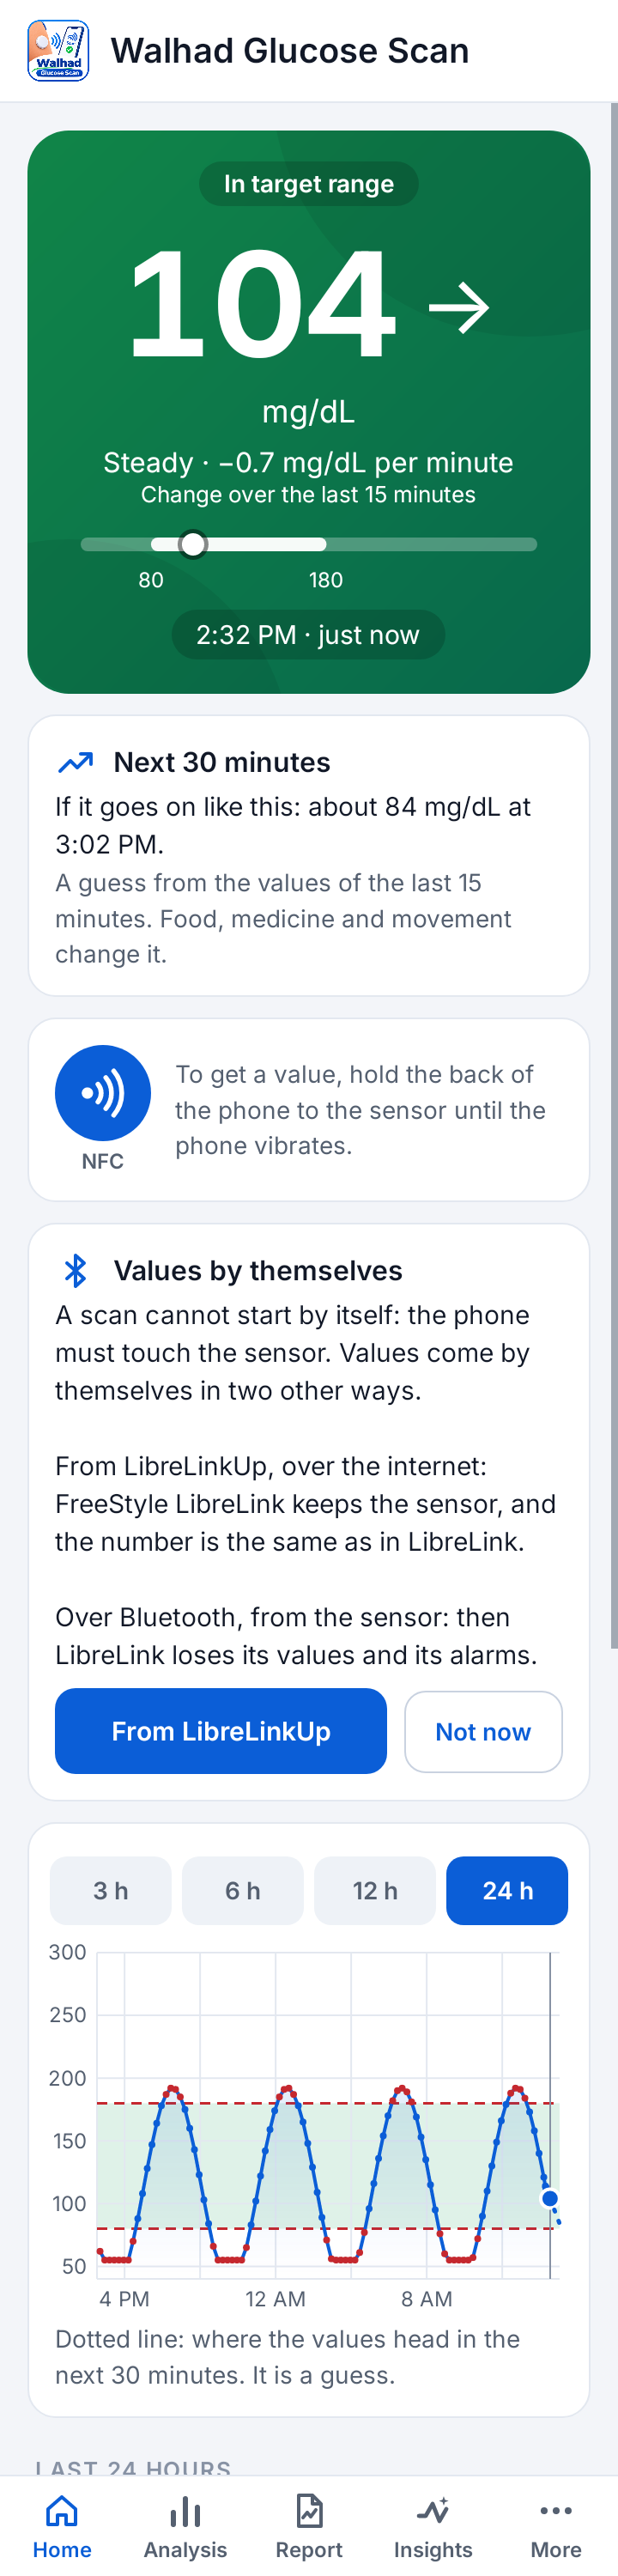 Walhad
Glucose Scan
Walhad Glucose Scan
In target range
104 →
mg/dL
Steady · −0.7 mg/dL per minute
Change over the last 15 minutes
80 180
2:32 PM · just now
Next 30 minutes
If it goes on like this: about 84 mg/dL at
3:02 PM.
A guess from the values of the last 15
minutes. Food, medicine and movement
change it.
NFC
To get a value, hold the back of
the phone to the sensor until the
phone vibrates.
Values by themselves
A scan cannot start by itself: the phone
must touch the sensor. Values come by
themselves in two other ways.
From LibreLinkUp, over the internet:
FreeStyle LibreLink keeps the sensor, and
the number is the same as in LibreLink.
Over Bluetooth, from the sensor: then
LibreLink loses its values and its alarms.
From LibreLinkUp Not now
3 h 6 h 12 h 24 h
300
250
200
150
100
50
4 PM 12 AM 8 AM
Dotted line: where the values head in the
next 30 minutes. It is a guess.
LAST 24 HOURS
Home Analysis Report Insights More